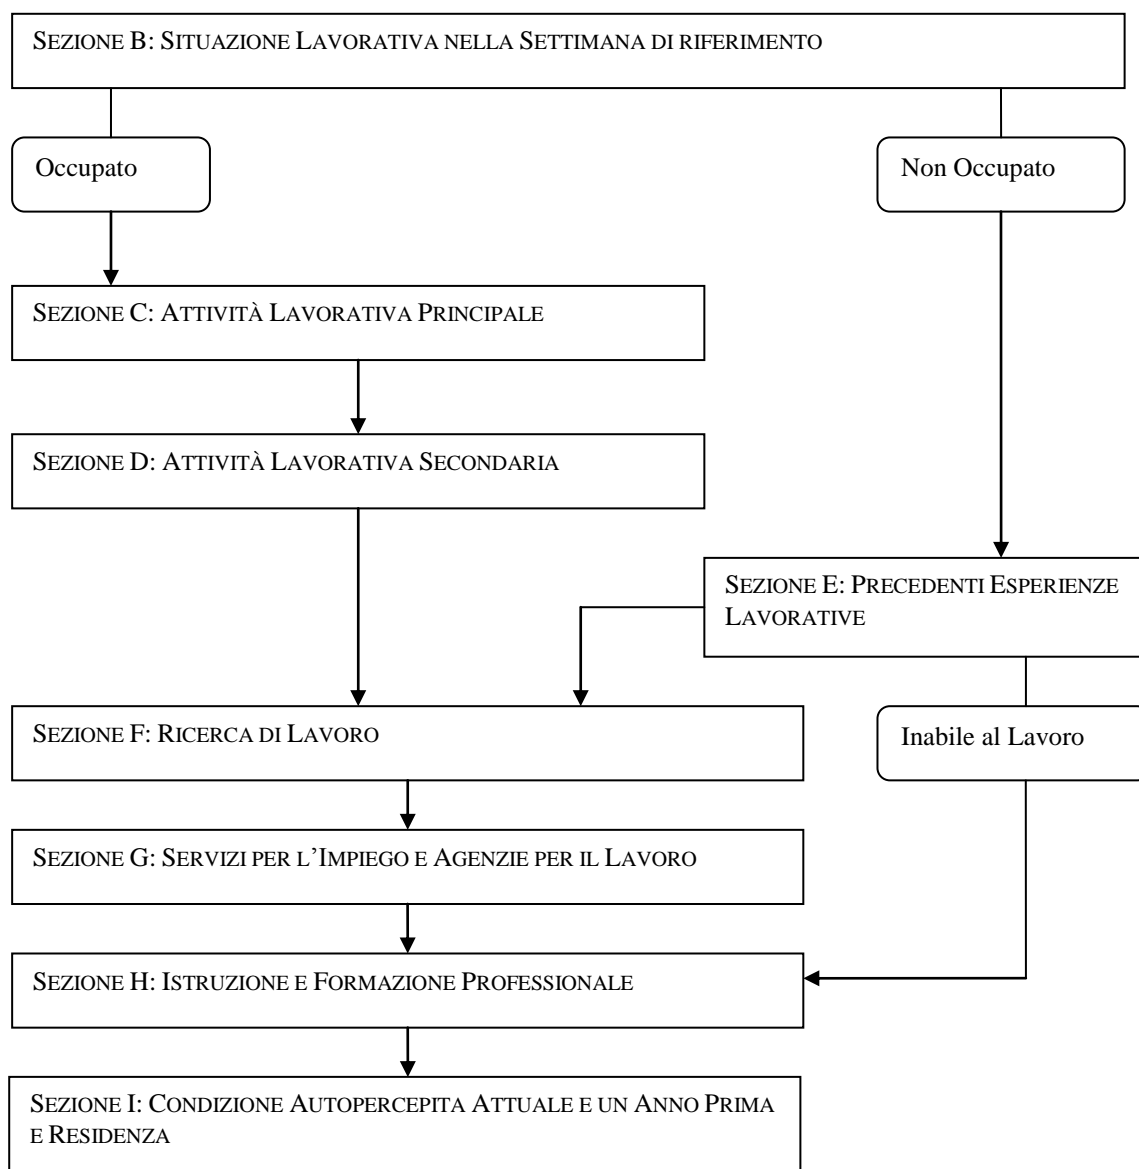 SEZIONE B: SITUAZIONE LAVORATIVA NELLA SETTIMANA DI RIFERIMENTO
Occupato
Non Occupato
SEZIONE C: ATTIVITÀ LAVORATIVA PRINCIPALE
SEZIONE D: ATTIVITÀ LAVORATIVA SECONDARIA
SEZIONE E: PRECEDENTI ESPERIENZE
LAVORATIVE
SEZIONE F: RICERCA DI LAVORO
Inabile al Lavoro
SEZIONE G: SERVIZI PER L’IMPIEGO E AGENZIE PER IL LAVORO
SEZIONE H: ISTRUZIONE E FORMAZIONE PROFESSIONALE
SEZIONE I: CONDIZIONE AUTOPERCEPITA ATTUALE E UN ANNO PRIMA
E RESIDENZA